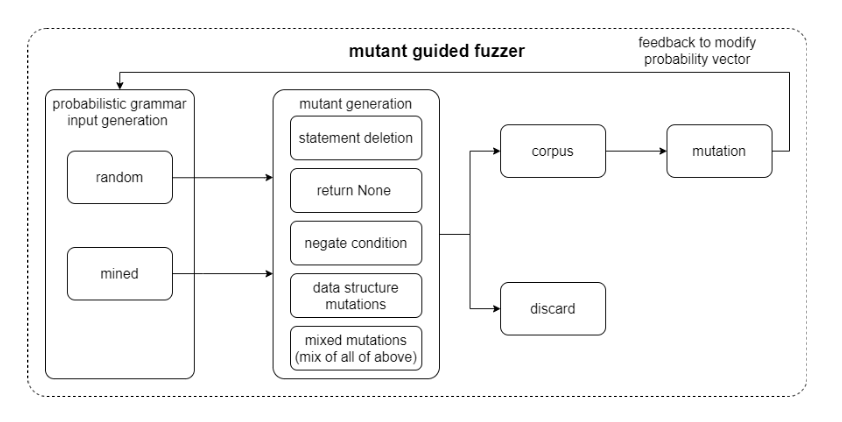 mutant guided fuzzer
feedback to modify
probability vector
probabilistic grammar
input generation
random
mined
mutant generation
statement deletion
return None
negate condition
data structure
mutations
mixed mutations
(mix of all of above)
corpus
mutation
discard